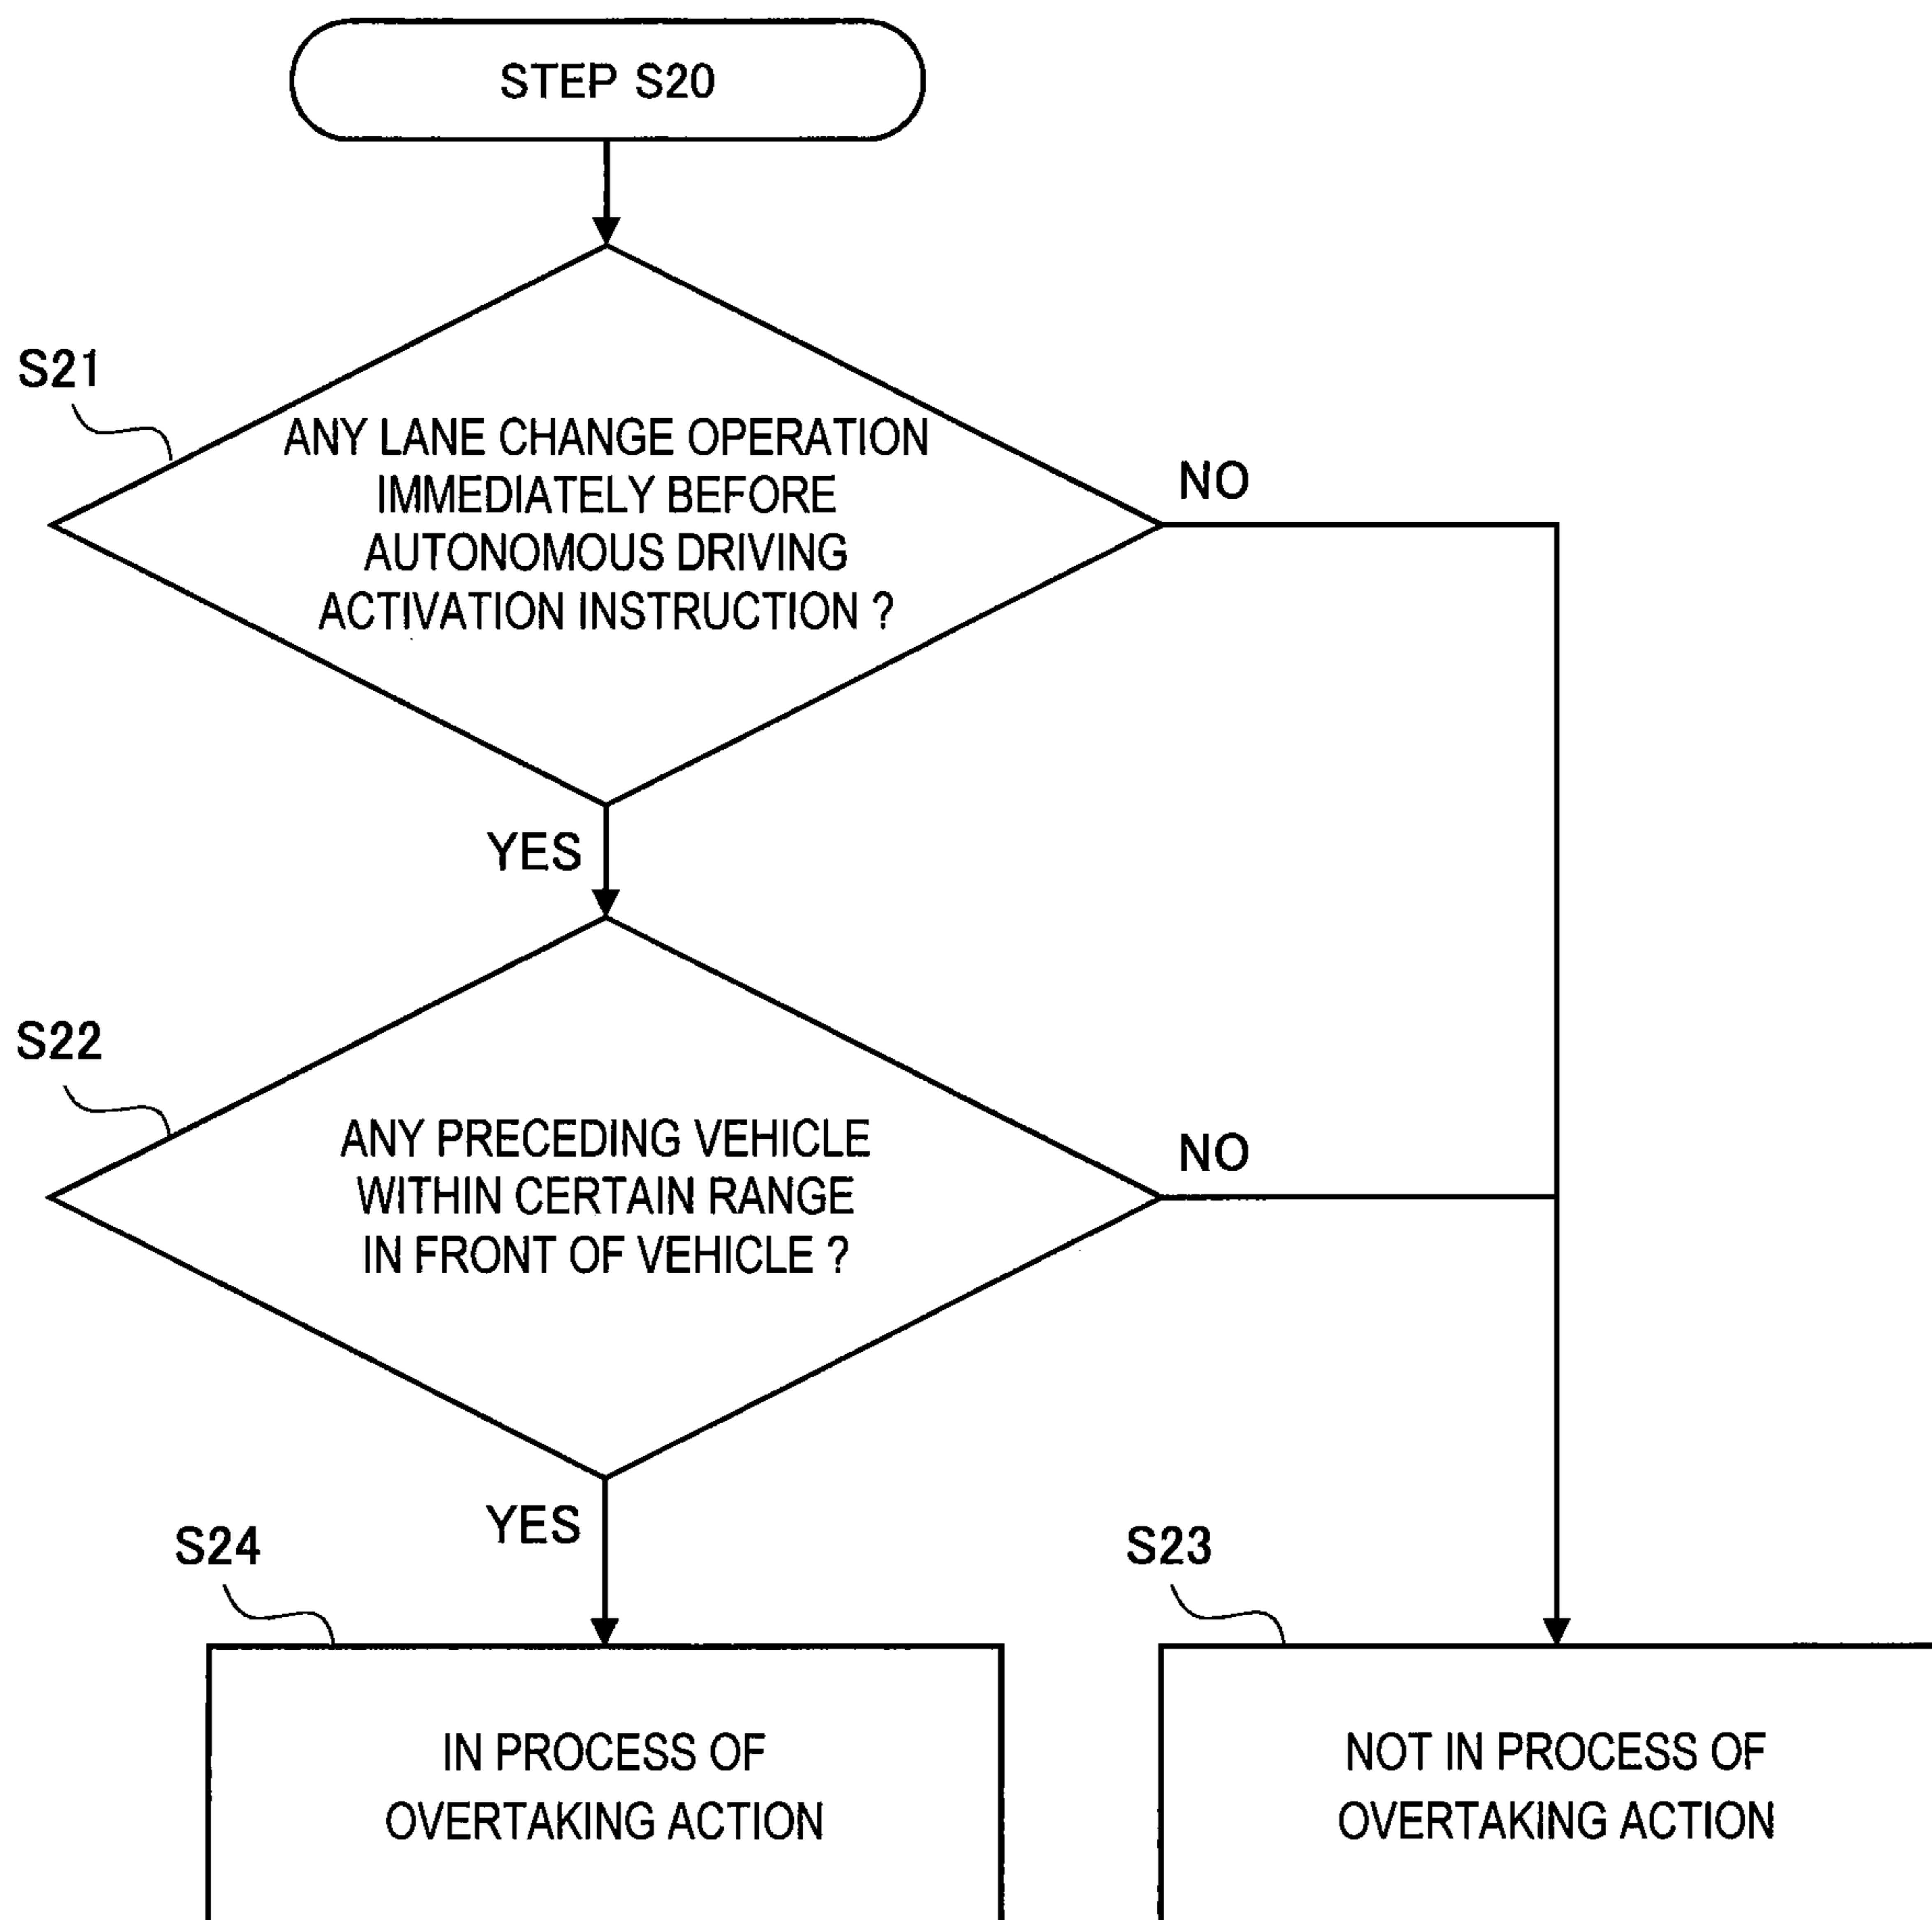 STEP S20
S21
ANY LANE CHANGE OPERATION
IMMEDIATELY BEFORE
AUTONOMOUS DRIVING
ACTIVATION INSTRUCTION ?
NO
YES
S22
ANY PRECEDING VEHICLE
WITHIN CERTAIN RANGE
IN FRONT OF VEHICLE ?
NO
YES
S24
S23
IN PROCESS OF
OVERTAKING ACTION
NOT IN PROCESS OF
OVERTAKING ACTION